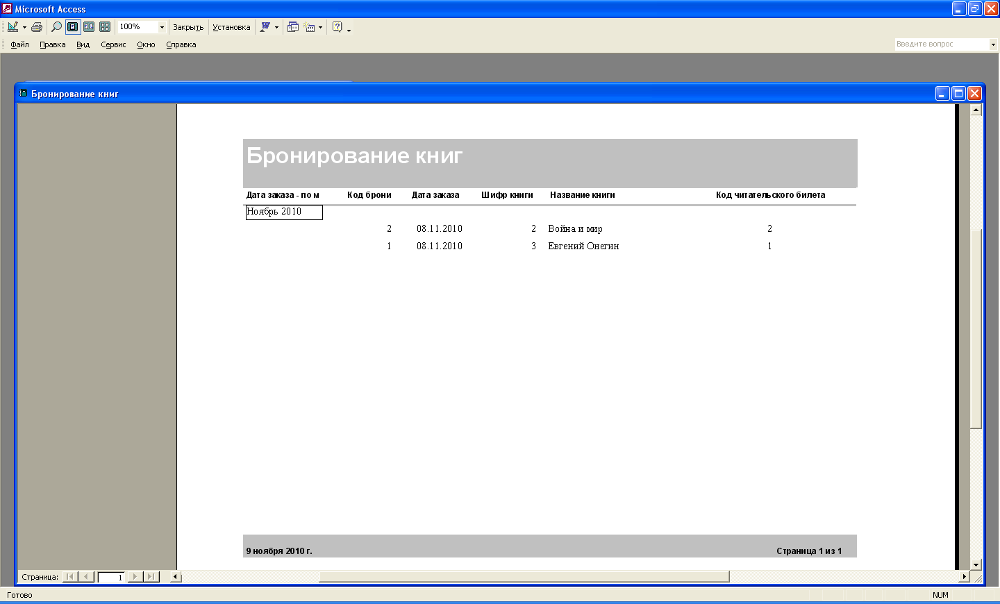 Microsoft Access
100% Закрыть Установка
Файл Правка Вид Сервис Окно Справка Введите вопрос
Бронирование книг
Бронирование книг
Дата заказа - по м Код брони Дата заказа Шифр книги Название книги Код читательского билета
Ноябрь 2010
2 08.11.2010 2 Война и мир 2
1 08.11.2010 3 Евгений Онегин 1
9 ноября 2010 г. Страница 1 из 1
Страница: 1
Готово NUM